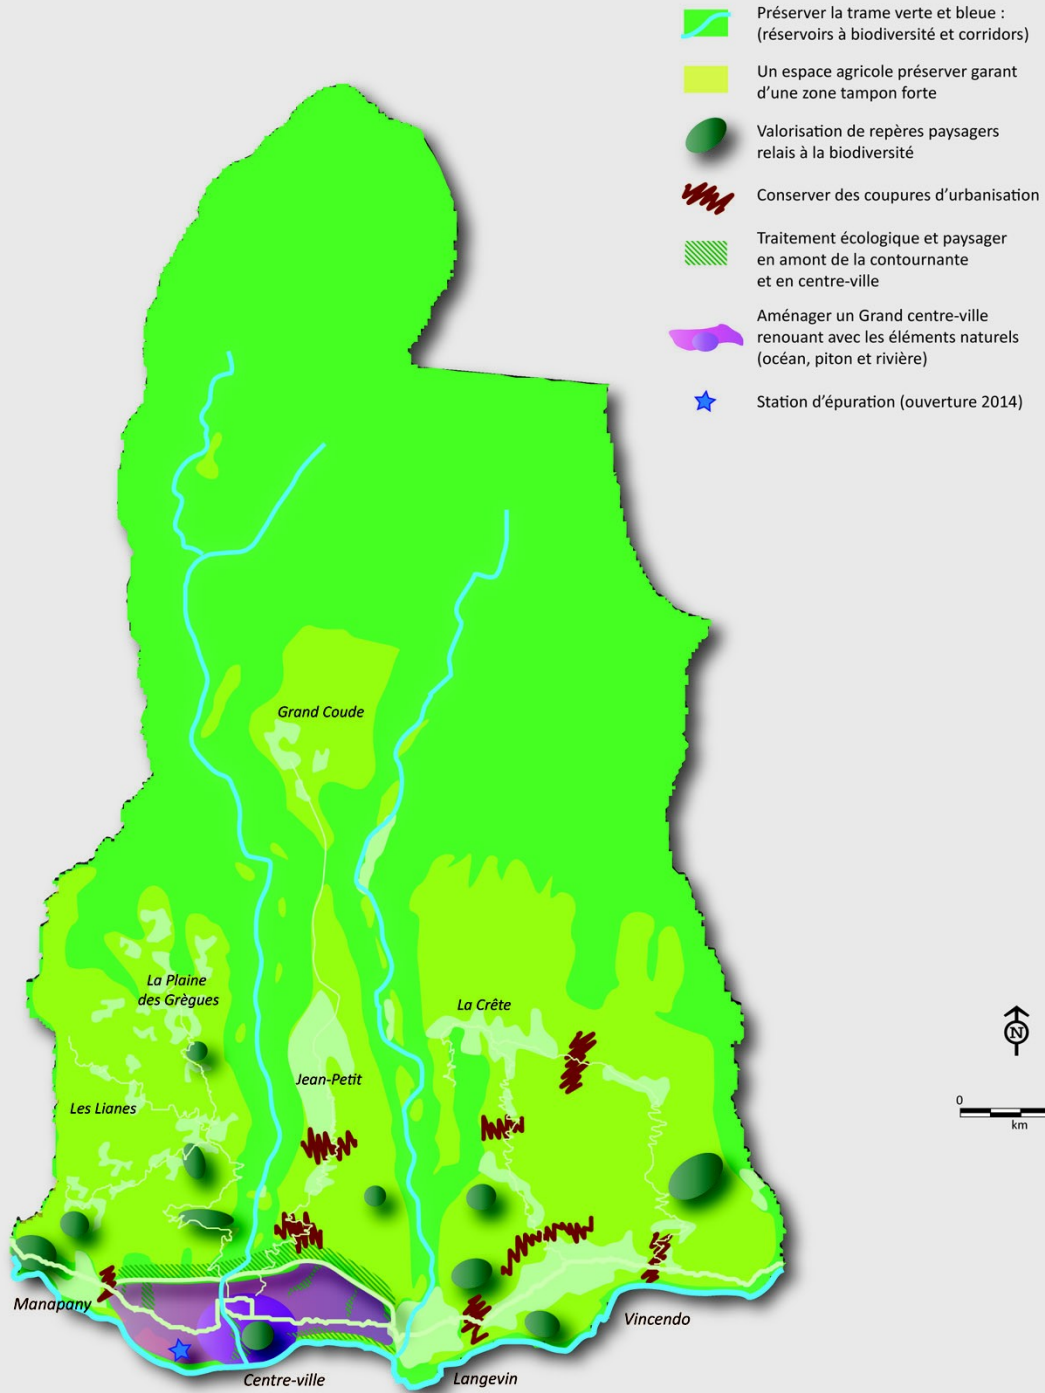 Préserver la trame verte et bleue :
(réservoirs à biodiversité et corridors)
Un espace agricole préserver garant
d'une zone tampon forte
Valorisation de repères paysagers
relais à la biodiversité
Conserver des coupures d'urbanisation
Traitement écologique et paysager
en amont de la contournante
et en centre-ville
Aménager un Grand centre-ville
renouant avec les éléments naturels
(océan, piton et rivière)
Station d'épuration (ouverture 2014)
Grand Coude
La Plaine
des Grègues
La Crête
N
Jean-Petit
Les Lianes
0
km
Manapany
Vincendo
Centre-ville
Langevin